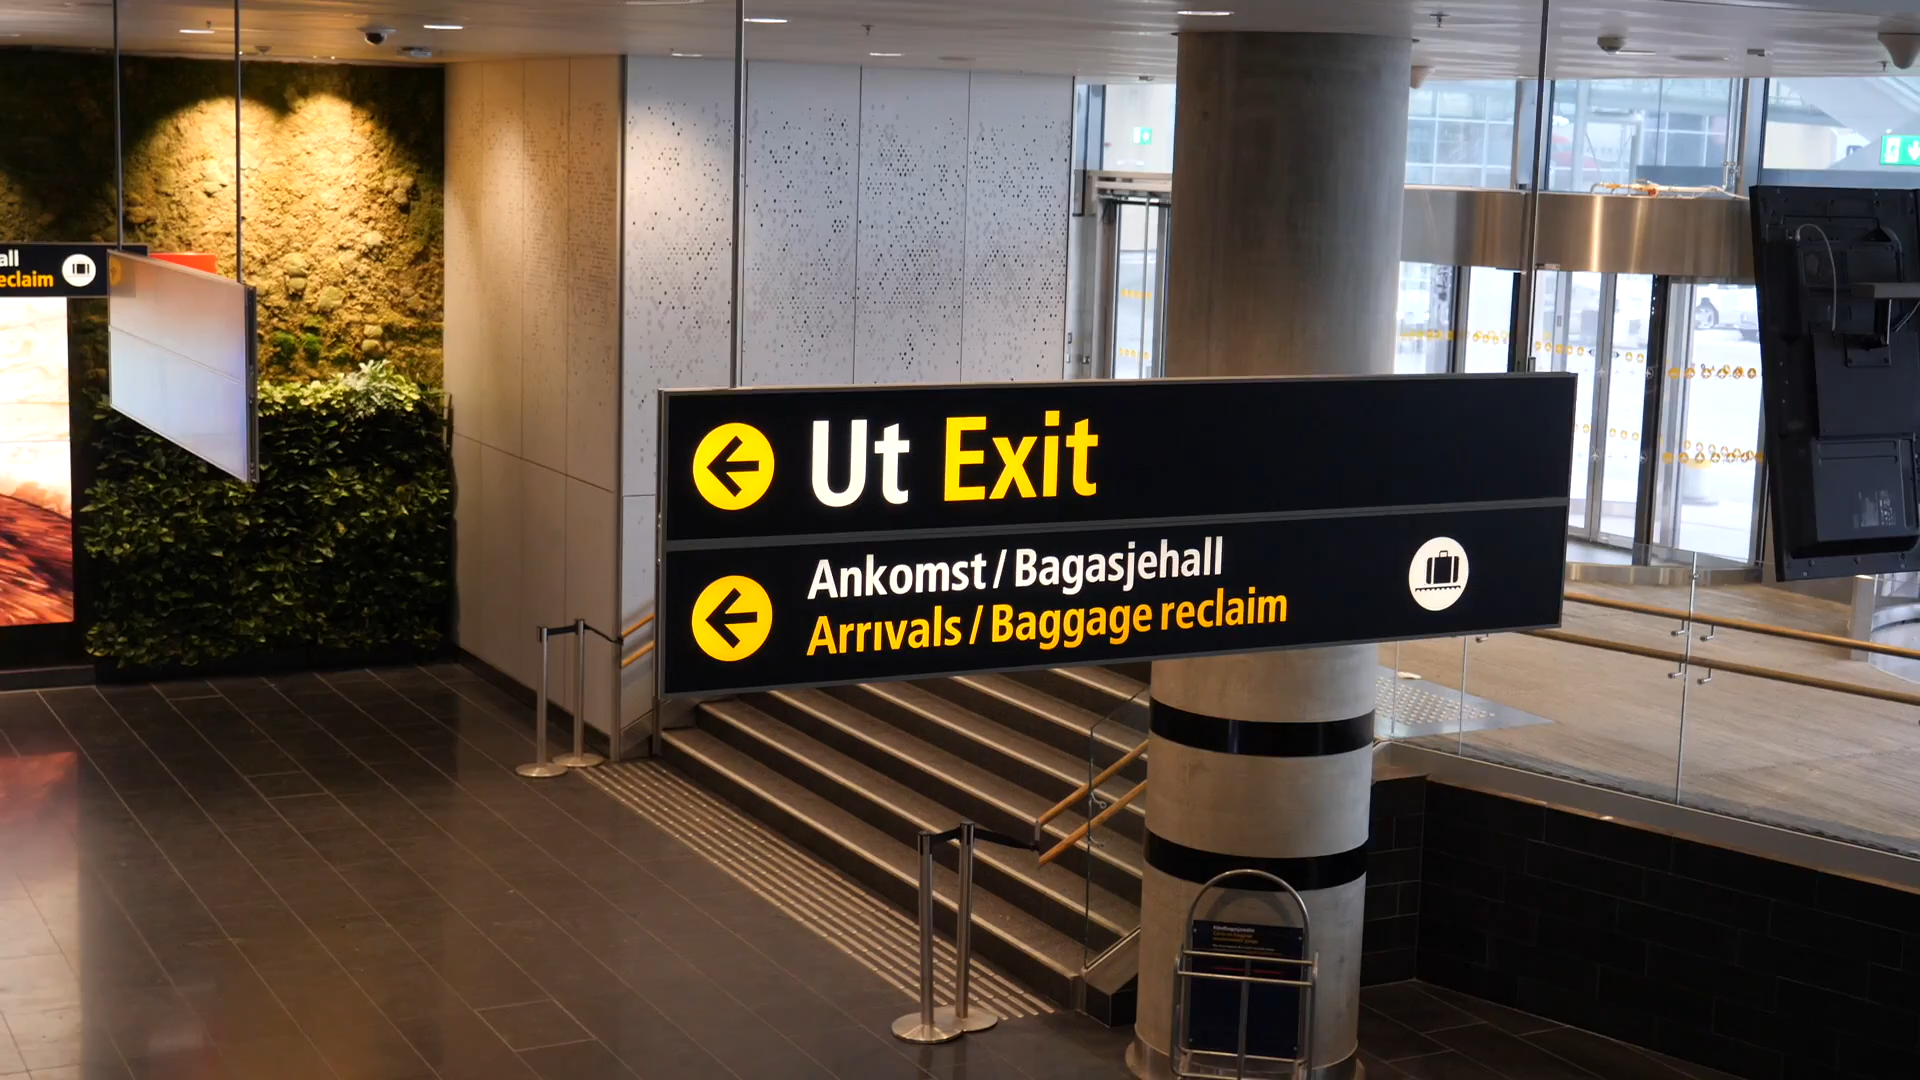 all
eclaim
Ut Exit
Ankomst / Bagasjehall
Arrivals / Baggage reclaim